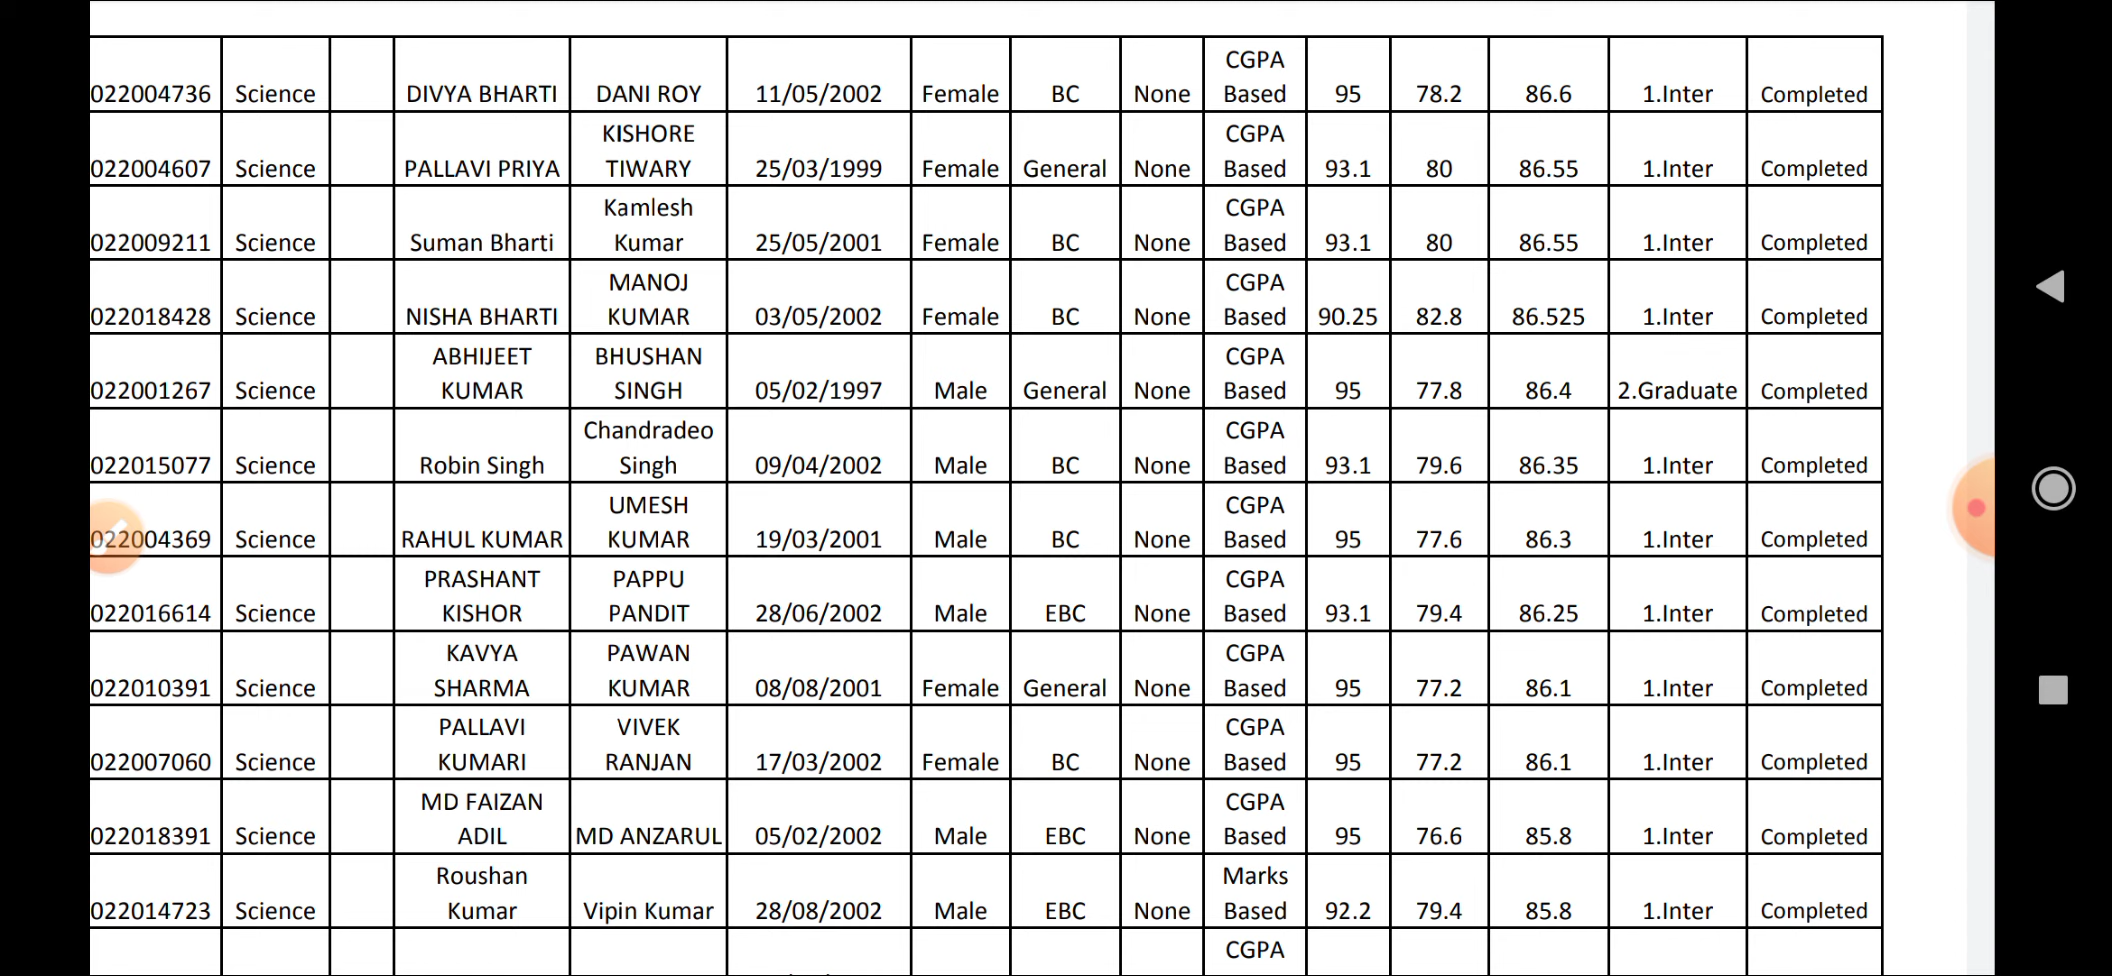 CGPA
022004736 Science DIVYA BHARTI DANI ROY 11/05/2002 Female BC None Based 95 78.2 86.6 1.Inter Completed
KISHORE CGPA
022004607 Science PALLAVI PRIYA TIWARY 25/03/1999 Female General None Based 93.1 80 86.55 1.Inter Completed
Kamlesh CGPA
022009211 Science Suman Bharti Kumar 25/05/2001 Female BC None Based 93.1 80 86.55 1.Inter Completed
MANOJ CGPA
022018428 Science NISHA BHARTI KUMAR 03/05/2002 Female BC None Based 90.25 82.8 86.525 1.Inter Completed
ABHIJEET BHUSHAN CGPA
022001267 Science KUMAR SINGH 05/02/1997 Male General None Based 95 77.8 86.4 2.Graduate Completed
Chandradeo CGPA
022015077 Science Robin Singh Singh 09/04/2002 Male BC None Based 93.1 79.6 86.35 1.Inter Completed
UMESH CGPA
022004369 Science RAHUL KUMAR KUMAR 19/03/2001 Male BC None Based 95 77.6 86.3 1.Inter Completed
PRASHANT PAPPU CGPA
022016614 Science KISHOR PANDIT 28/06/2002 Male EBC None Based 93.1 79.4 86.25 1.Inter Completed
KAVYA PAWAN CGPA
022010391 Science SHARMA KUMAR 08/08/2001 Female General None Based 95 77.2 86.1 1.Inter Completed
PALLAVI VIVEK CGPA
022007060 Science KUMARI RANJAN 17/03/2002 Female BC None Based 95 77.2 86.1 1.Inter Completed
MD FAIZAN CGPA
022018391 Science ADIL MD ANZARUL 05/02/2002 Male EBC None Based 95 76.6 85.8 1.Inter Completed
Roushan Marks
022014723 Science Kumar Vipin Kumar 28/08/2002 Male EBC None Based 92.2 79.4 85.8 1.Inter Completed
CGPA